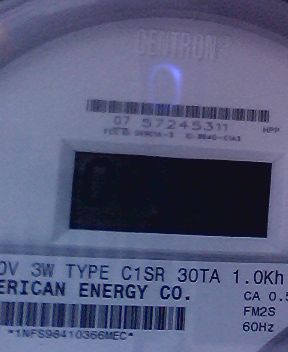 CENTRON
07 57245311
HPP
0V 3W TYPE C1SR 30TA 1.0Kh
ERICAN ENERGY CO.
CA 0.5
FM2S
60Hz
*1NFS98410366MEC*